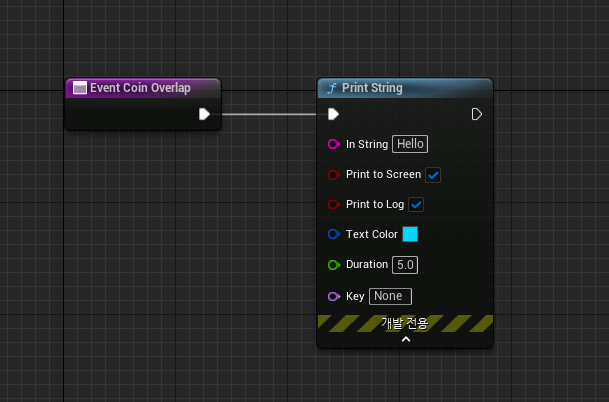 Event Coin Overlap
Print String
In String Hello
Print to Screen
Print to Log
Text Color
Duration 5.0
Key None
개발 전용